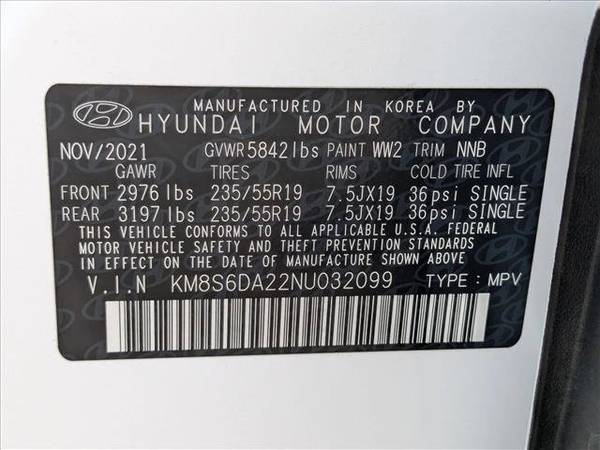 MANUFACTURED IN KOREA BY
HYUNDAI MOTOR COMPANY
NOV/2021 GVWR 5842lbs PAINT WW2 TRIM NNB
GAWR TIRES RIMS COLD TIRE INFL
FRONT 2976 lbs 235/55R19 7.5JX19 36psi SINGLE
REAR 3197 lbs 235/55R19 7.5JX19 36psi SINGLE
THIS VEHICLE CONFORMS TO ALL APPLICABLE U.S.A. FEDERAL
MOTOR VEHICLE SAFETY AND THEFT PREVENTION STANDARDS
IN EFFECT ON THE DATE OF MANUFACTURE SHOWN ABOVE
V.I.N KM8S6DA22NU032099 TYPE: MPV